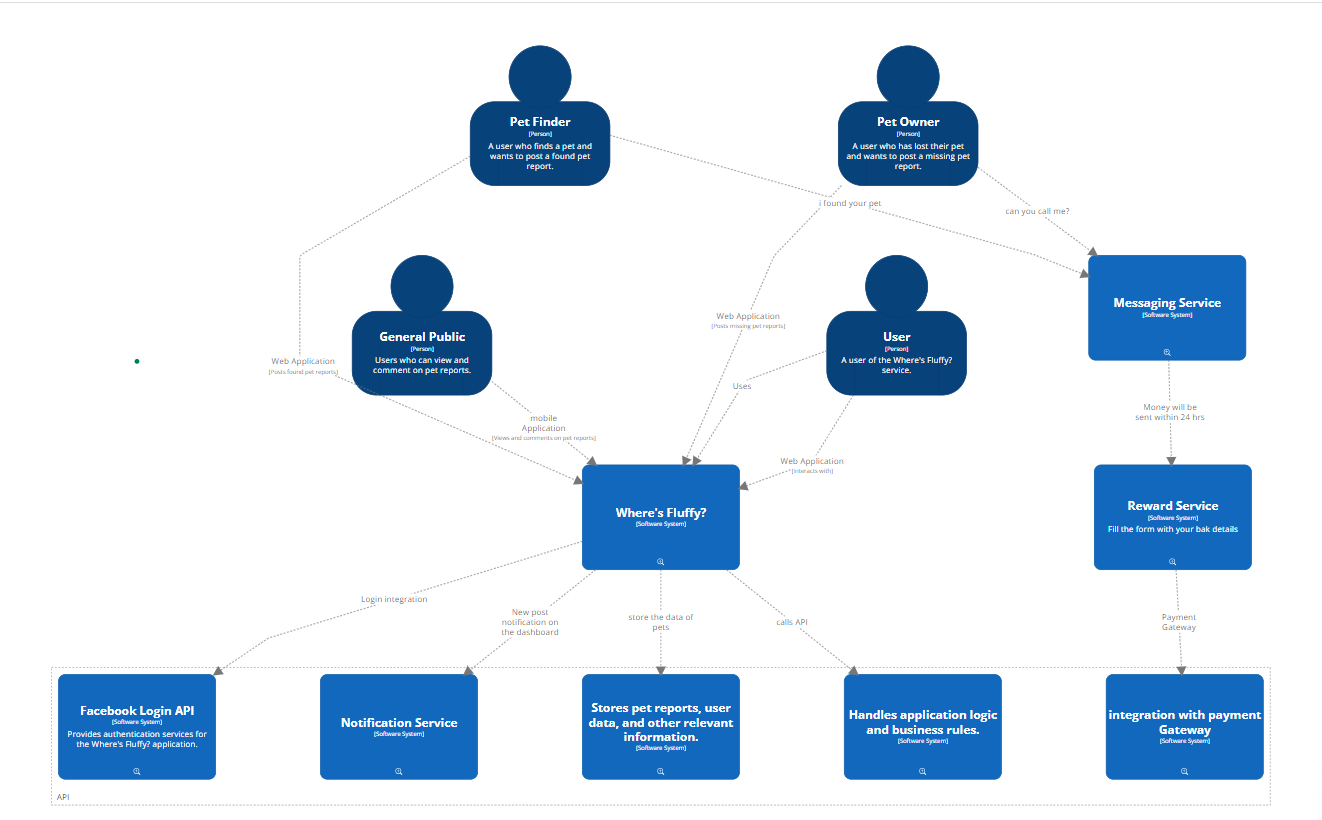 Pet Finder
[Person]
A user who finds a pet and
wants to post a found pet
report.
Pet Owner
[Person]
A user who has lost their pet
and wants to post a missing pet
report.
i found your pet
can you call me?
General Public
[Person]
Users who can view and
comment on pet reports.
User
[Person]
A user of the Where's Fluffy?
service.
Messaging Service
[Software System]
Web Application
[Posts missing pet reports]
Web Application
[Posts found pet reports]
Uses
mobile
Application
[Views and comments on pet reports]
Web Application
[Interacts with]
Money will be
sent within 24 hrs
Where's Fluffy?
[Software System]
Reward Service
[Software System]
Fill the form with your bak details
Login integration
New post
notification on
the dashboard
store the data of
pets
calls API
Payment
Gateway
Facebook Login API
[Software System]
Provides authentication services for
the Where's Fluffy? application.
Notification Service
[Software System]
Stores pet reports, user
data, and other relevant
information.
[Software System]
Handles application logic
and business rules.
[Software System]
integration with payment
Gateway
[Software System]
API